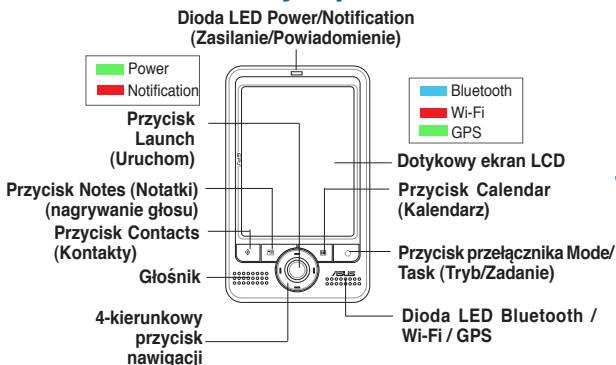 Dioda LED Power/Notification
(Zasilanie/Powiadomienie)
Power
Notification
Bluetooth
Wi-Fi
GPS
Przycisk
Launch
(Uruchom)
Dotykowy ekran LCD
Przycisk Notes (Notatki)
(nagrywanie głosu)
Przycisk Calendar
(Kalendarz)
Przycisk Contacts
(Kontakty)
Przycisk przełącznika Mode/
Task (Tryb/Zadanie)
Głośnik
ASUS
4-kierunkowy
przycisk
nawigacji
Dioda LED Bluetooth /
Wi-Fi / GPS